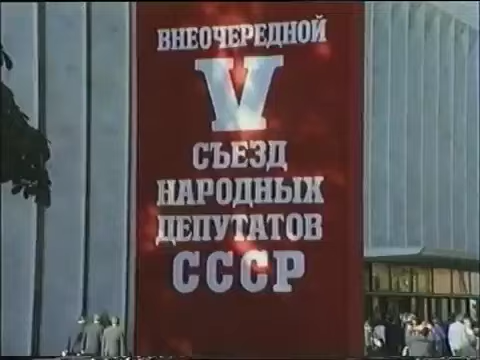 ВНЕОЧЕРЕДНОЙ
V
СЪЕЗД
НАРОДНЫХ
ДЕПУТАТОВ
СССР